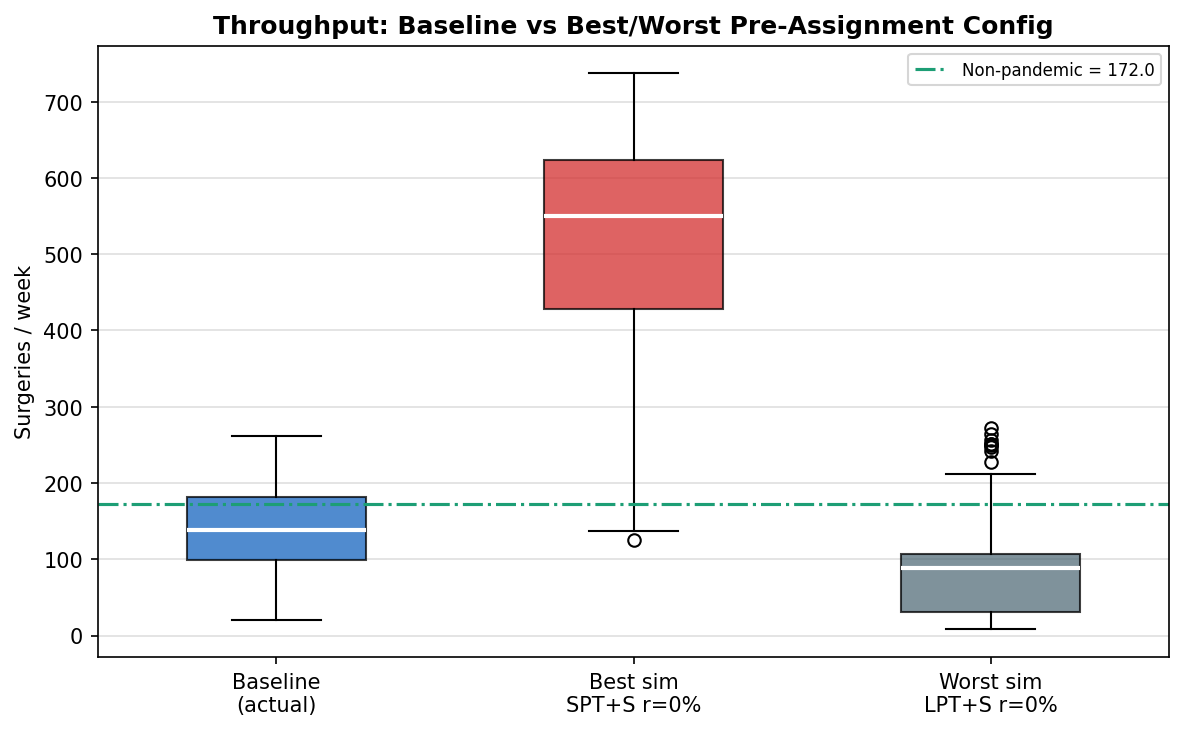 Throughput: Baseline vs Best/Worst Pre-Assignment Config
Non-pandemic = 172.0
Surgeries / week
700
600
500
400
300
200
100
0
Baseline
(actual)
Best sim
SPT+S r=0%
Worst sim
LPT+S r=0%